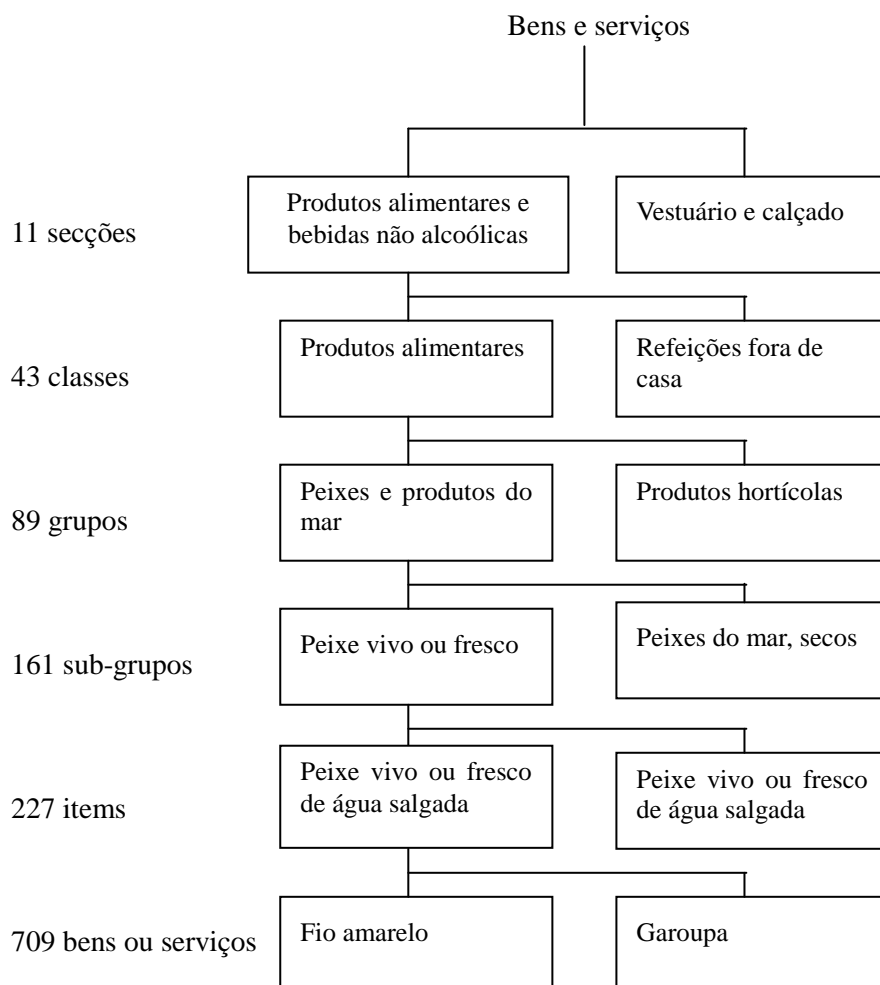 Bens e serviços
11 secções
Produtos alimentares e
bebidas não alcoólicas
Vestuário e calçado
43 classes
Produtos alimentares
Refeições fora de
casa
89 grupos
Peixes e produtos do
mar
Produtos hortícolas
161 sub-grupos
Peixe vivo ou fresco
Peixes do mar, secos
227 items
Peixe vivo ou fresco
de água salgada
Peixe vivo ou fresco
de água salgada
709 bens ou serviços
Fio amarelo
Garoupa